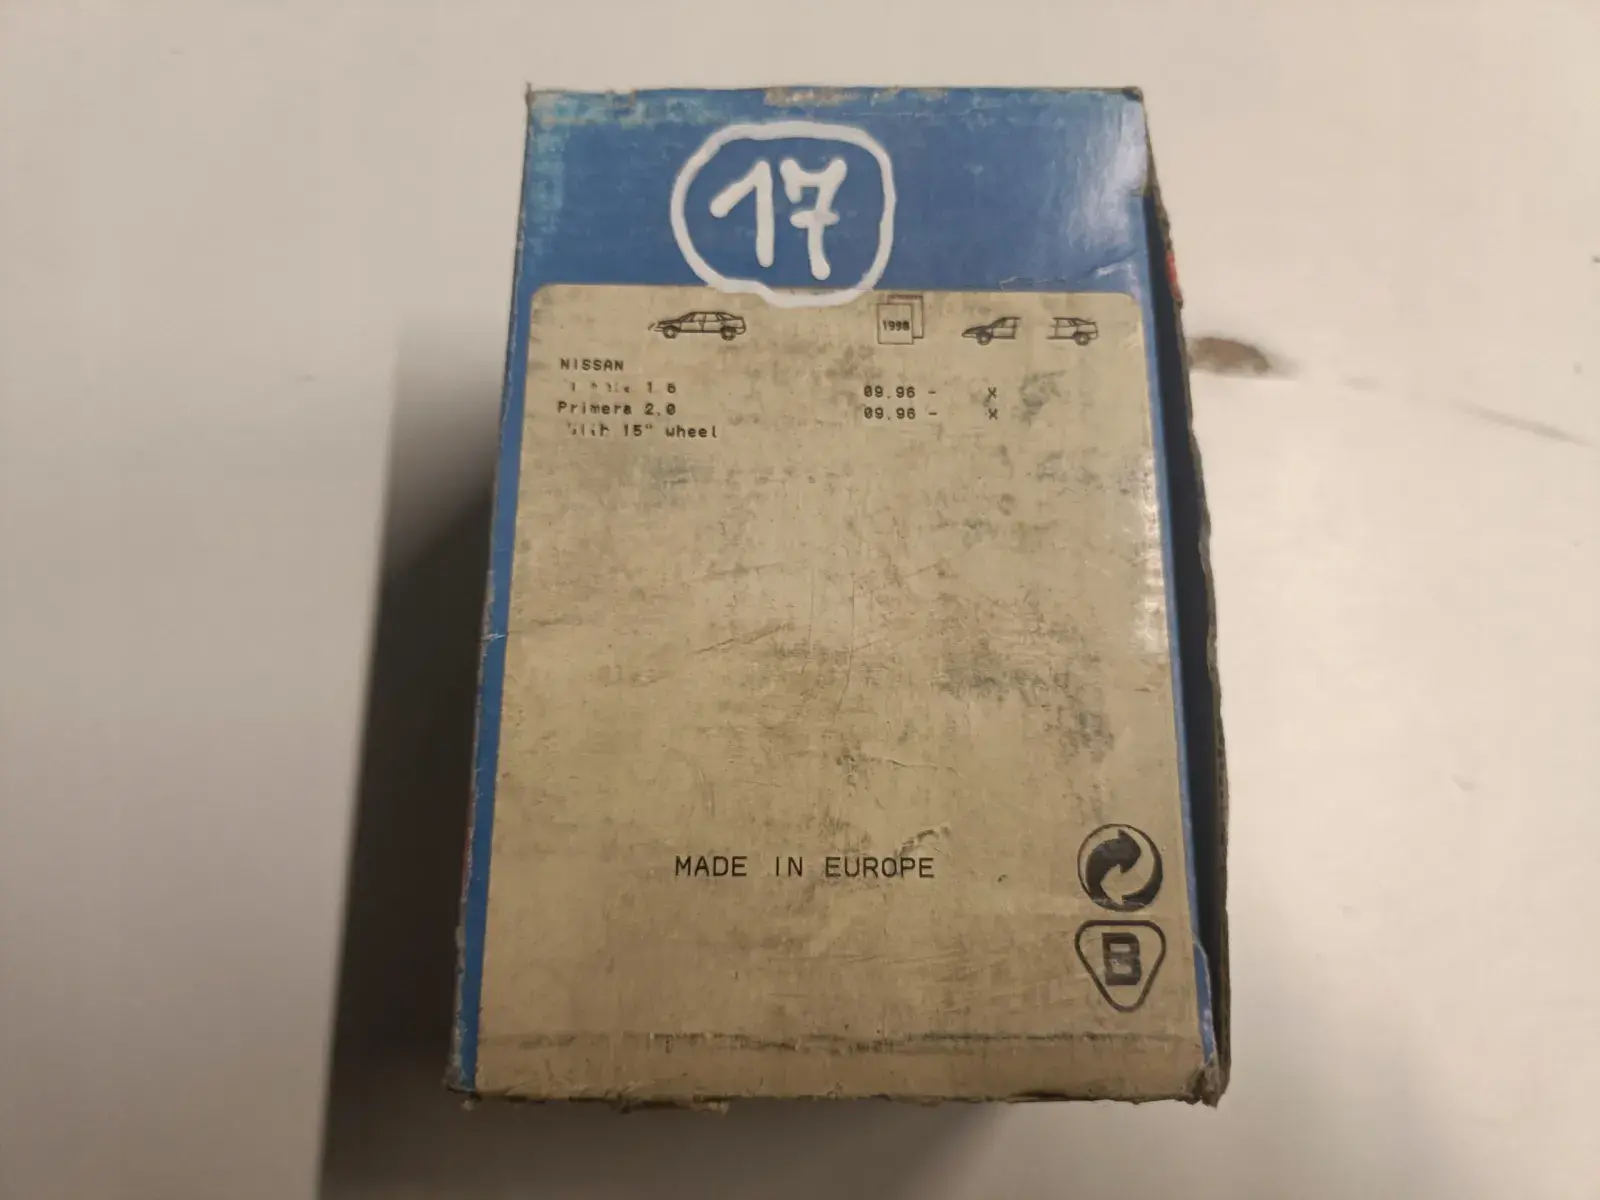 17
1998
NISSAN
1.6 09.96 - x
Primera 2.0 09.96 - x
15" wheel
MADE IN EUROPE
B